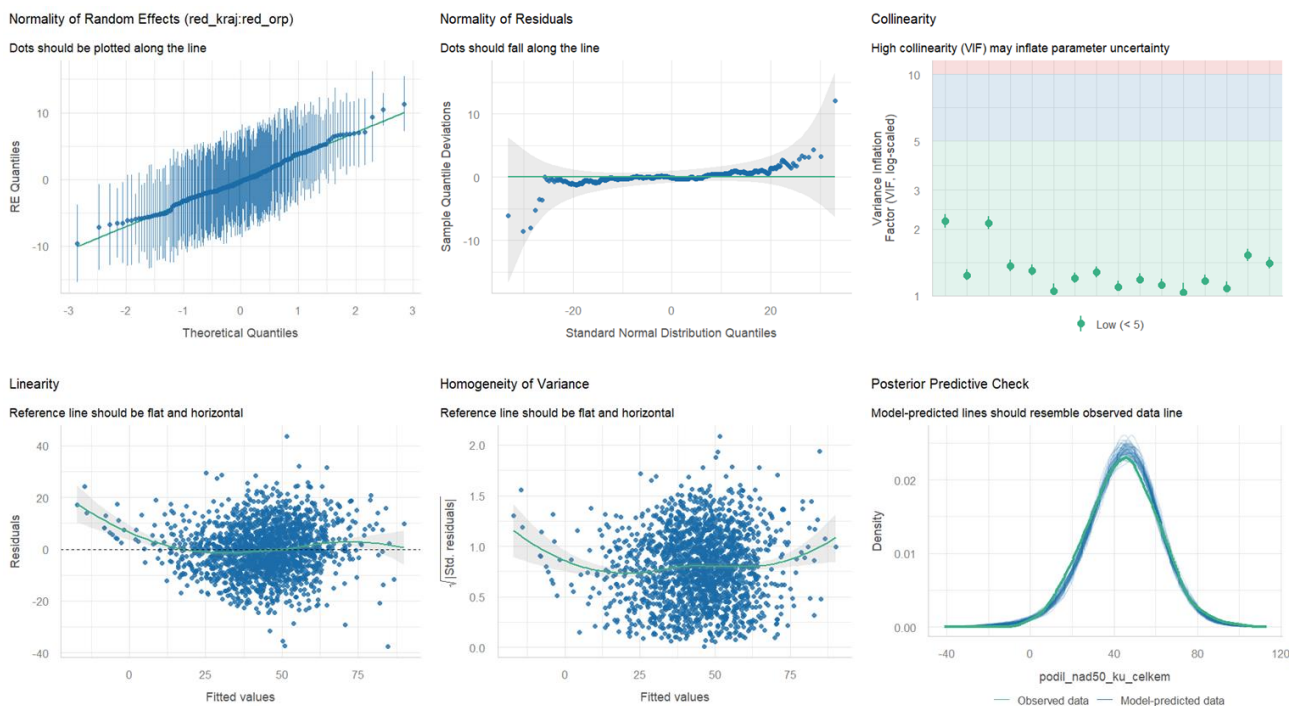 Normality of Random Effects (red_kraj:red_orp)
Dots should be plotted along the line
RE Quantiles
10
0
-10
-3
-2
-1
0
1
2
3
Theoretical Quantiles
Normality of Residuals
Dots should fall along the line
Sample Quantile Deviations
10
0
-10
-20
0
20
Standard Normal Distribution Quantiles
Collinearity
High collinearity (VIF) may inflate parameter uncertainty
Variance Inflation
Factor (VIF, log-scaled)
10
5
3
2
1
Low (< 5)
Linearity
Reference line should be flat and horizontal
Residuals
40
20
0
-20
-40
0
25
50
75
Fitted values
Homogeneity of Variance
Reference line should be flat and horizontal
√|Std. residuals|
2.0
1.5
1.0
0.5
0.0
0
25
50
75
Fitted values
Posterior Predictive Check
Model-predicted lines should resemble observed data line
Density
0.02
0.01
0.00
-40
0
40
80
120
podil_nad50_ku_celkem
Observed data
Model-predicted data